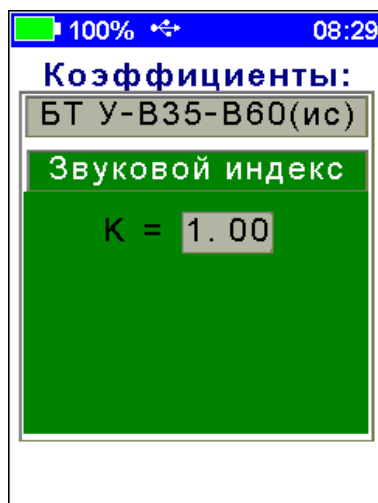 100% 08:29
Коэффициенты:
БТ У-В35-В60(ис)
Звуковой индекс
К = 1.00